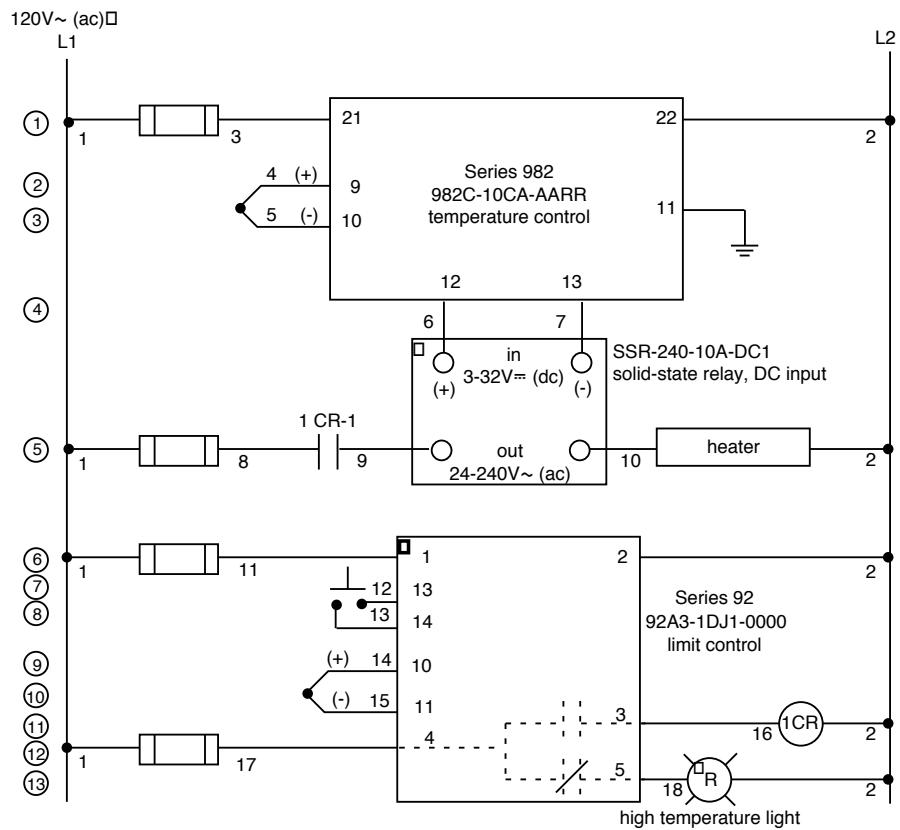 120V~ (ac)
L1
L2
1
1
3
21
22
2
2
4 (+)
9
Series 982
982C-10CA-AARR
temperature control
3
5 (-)
10
11
12
13
4
6
7
in
3-32V⎓ (dc)
(+)
(-)
SSR-240-10A-DC1
solid-state relay, DC input
1 CR-1
5
1
8
9
out
24-240V~ (ac)
10
heater
2
6
1
11
1
2
2
7
12
13
8
13
14
Series 92
92A3-1DJ1-0000
limit control
9
(+)
14
10
10
(-)
15
11
11
3
16
1CR
2
12
1
17
4
13
5
18
R
2
high temperature light